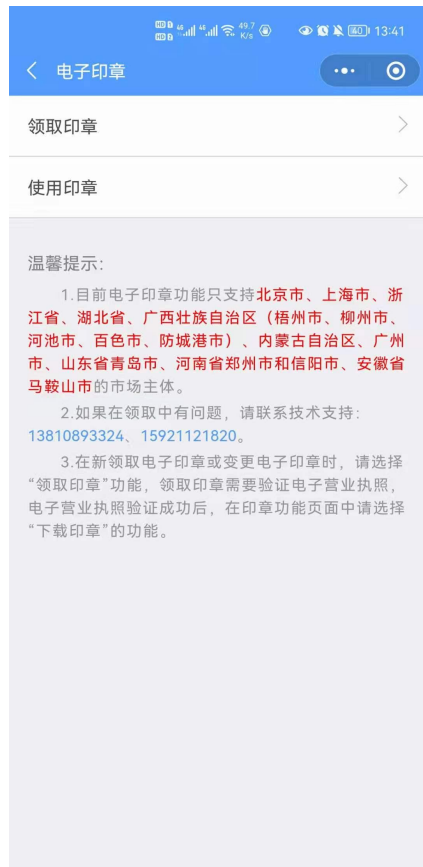 HD 1 46 46 49.7 K/s 40 13:41
HD 2
电子印章
领取印章
使用印章
温馨提示:
1.目前电子印章功能只支持北京市、上海市、浙
江省、湖北省、广西壮族自治区（梧州市、柳州市、
河池市、百色市、防城港市）、内蒙古自治区、广州
市、山东省青岛市、河南省郑州市和信阳市、安徽省
马鞍山市的市场主体。
2.如果在领取中有问题，请联系技术支持:
13810893324、15921121820。
3.在新领取电子印章或变更电子印章时，请选择
“领取印章”功能，领取印章需要验证电子营业执照，
电子营业执照验证成功后，在印章功能页面中请选择
“下载印章”的功能。